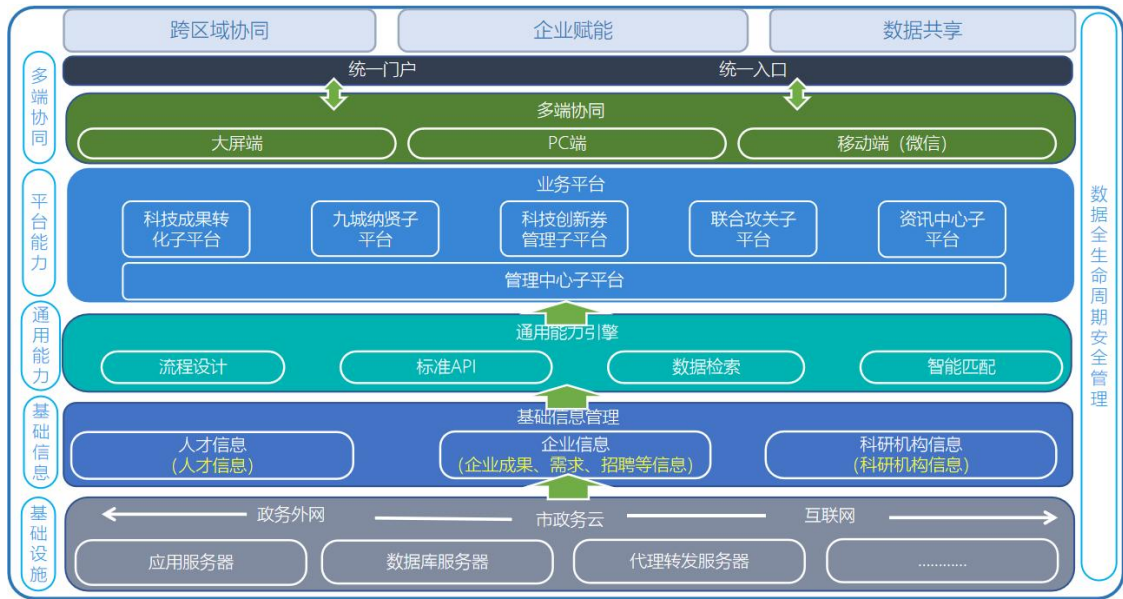 跨区域协同
企业赋能
数据共享
统一门户
统一入口
多端协同
多端协同
大屏端
PC端
移动端（微信）
平台能力
业务平台
科技成果转
化子平台
九城纳贤子
平台
科技创新券
管理子平台
联合攻关子
平台
资讯中心子
平台
管理中心子平台
通用能力
通用能力引擎
流程设计
标准API
数据检索
智能匹配
基础信息
基础信息管理
人才信息
（人才信息）
企业信息
（企业成果、需求、招聘等信息）
科研机构信息
（科研机构信息）
基础设施
政务外网
市政务云
互联网
应用服务器
数据库服务器
代理转发服务器
............
数据全生命周期安全管理